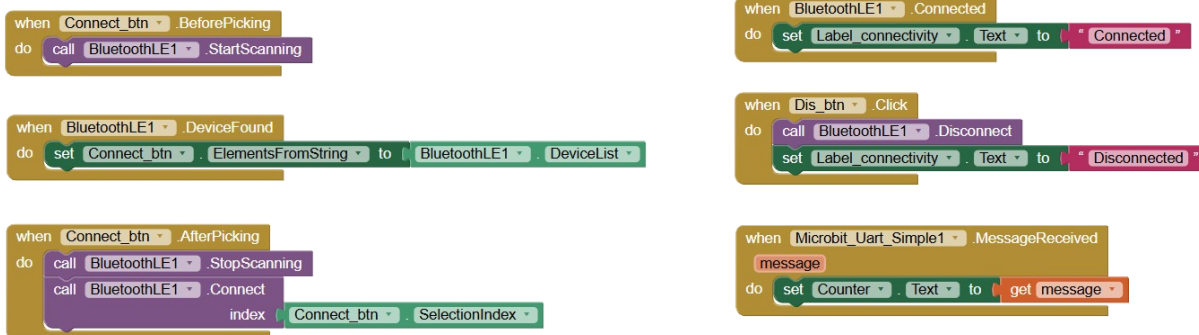 when Connect_btn .BeforePicking
do call BluetoothLE1 .StartScanning
when BluetoothLE1 .DeviceFound
do set Connect_btn . ElementsFromString to BluetoothLE1 . DeviceList
when Connect_btn .AfterPicking
do call BluetoothLE1 .StopScanning
call BluetoothLE1 .Connect
index Connect_btn . SelectionIndex
when BluetoothLE1 .Connected
do set Label_connectivity . Text to " Connected "
when Dis_btn .Click
do call BluetoothLE1 .Disconnect
set Label_connectivity . Text to " Disconnected "
when Microbit_Uart_Simple1 .MessageReceived
message
do set Counter . Text to get message